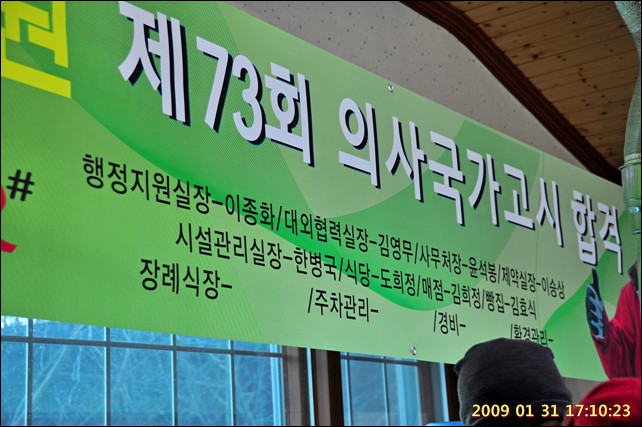 원
제73회 의사국가고시 합격
#
행정지원실장-이종화/대외협력실장-김영무/사무처장-윤석봉/제약실장-이승상
시설관리실장-한병국/식당-도희정/매점-김희정/빵집-김효식
장례식장- /주차관리- /경비- /환경관리-
2009 01 31 17:10:23